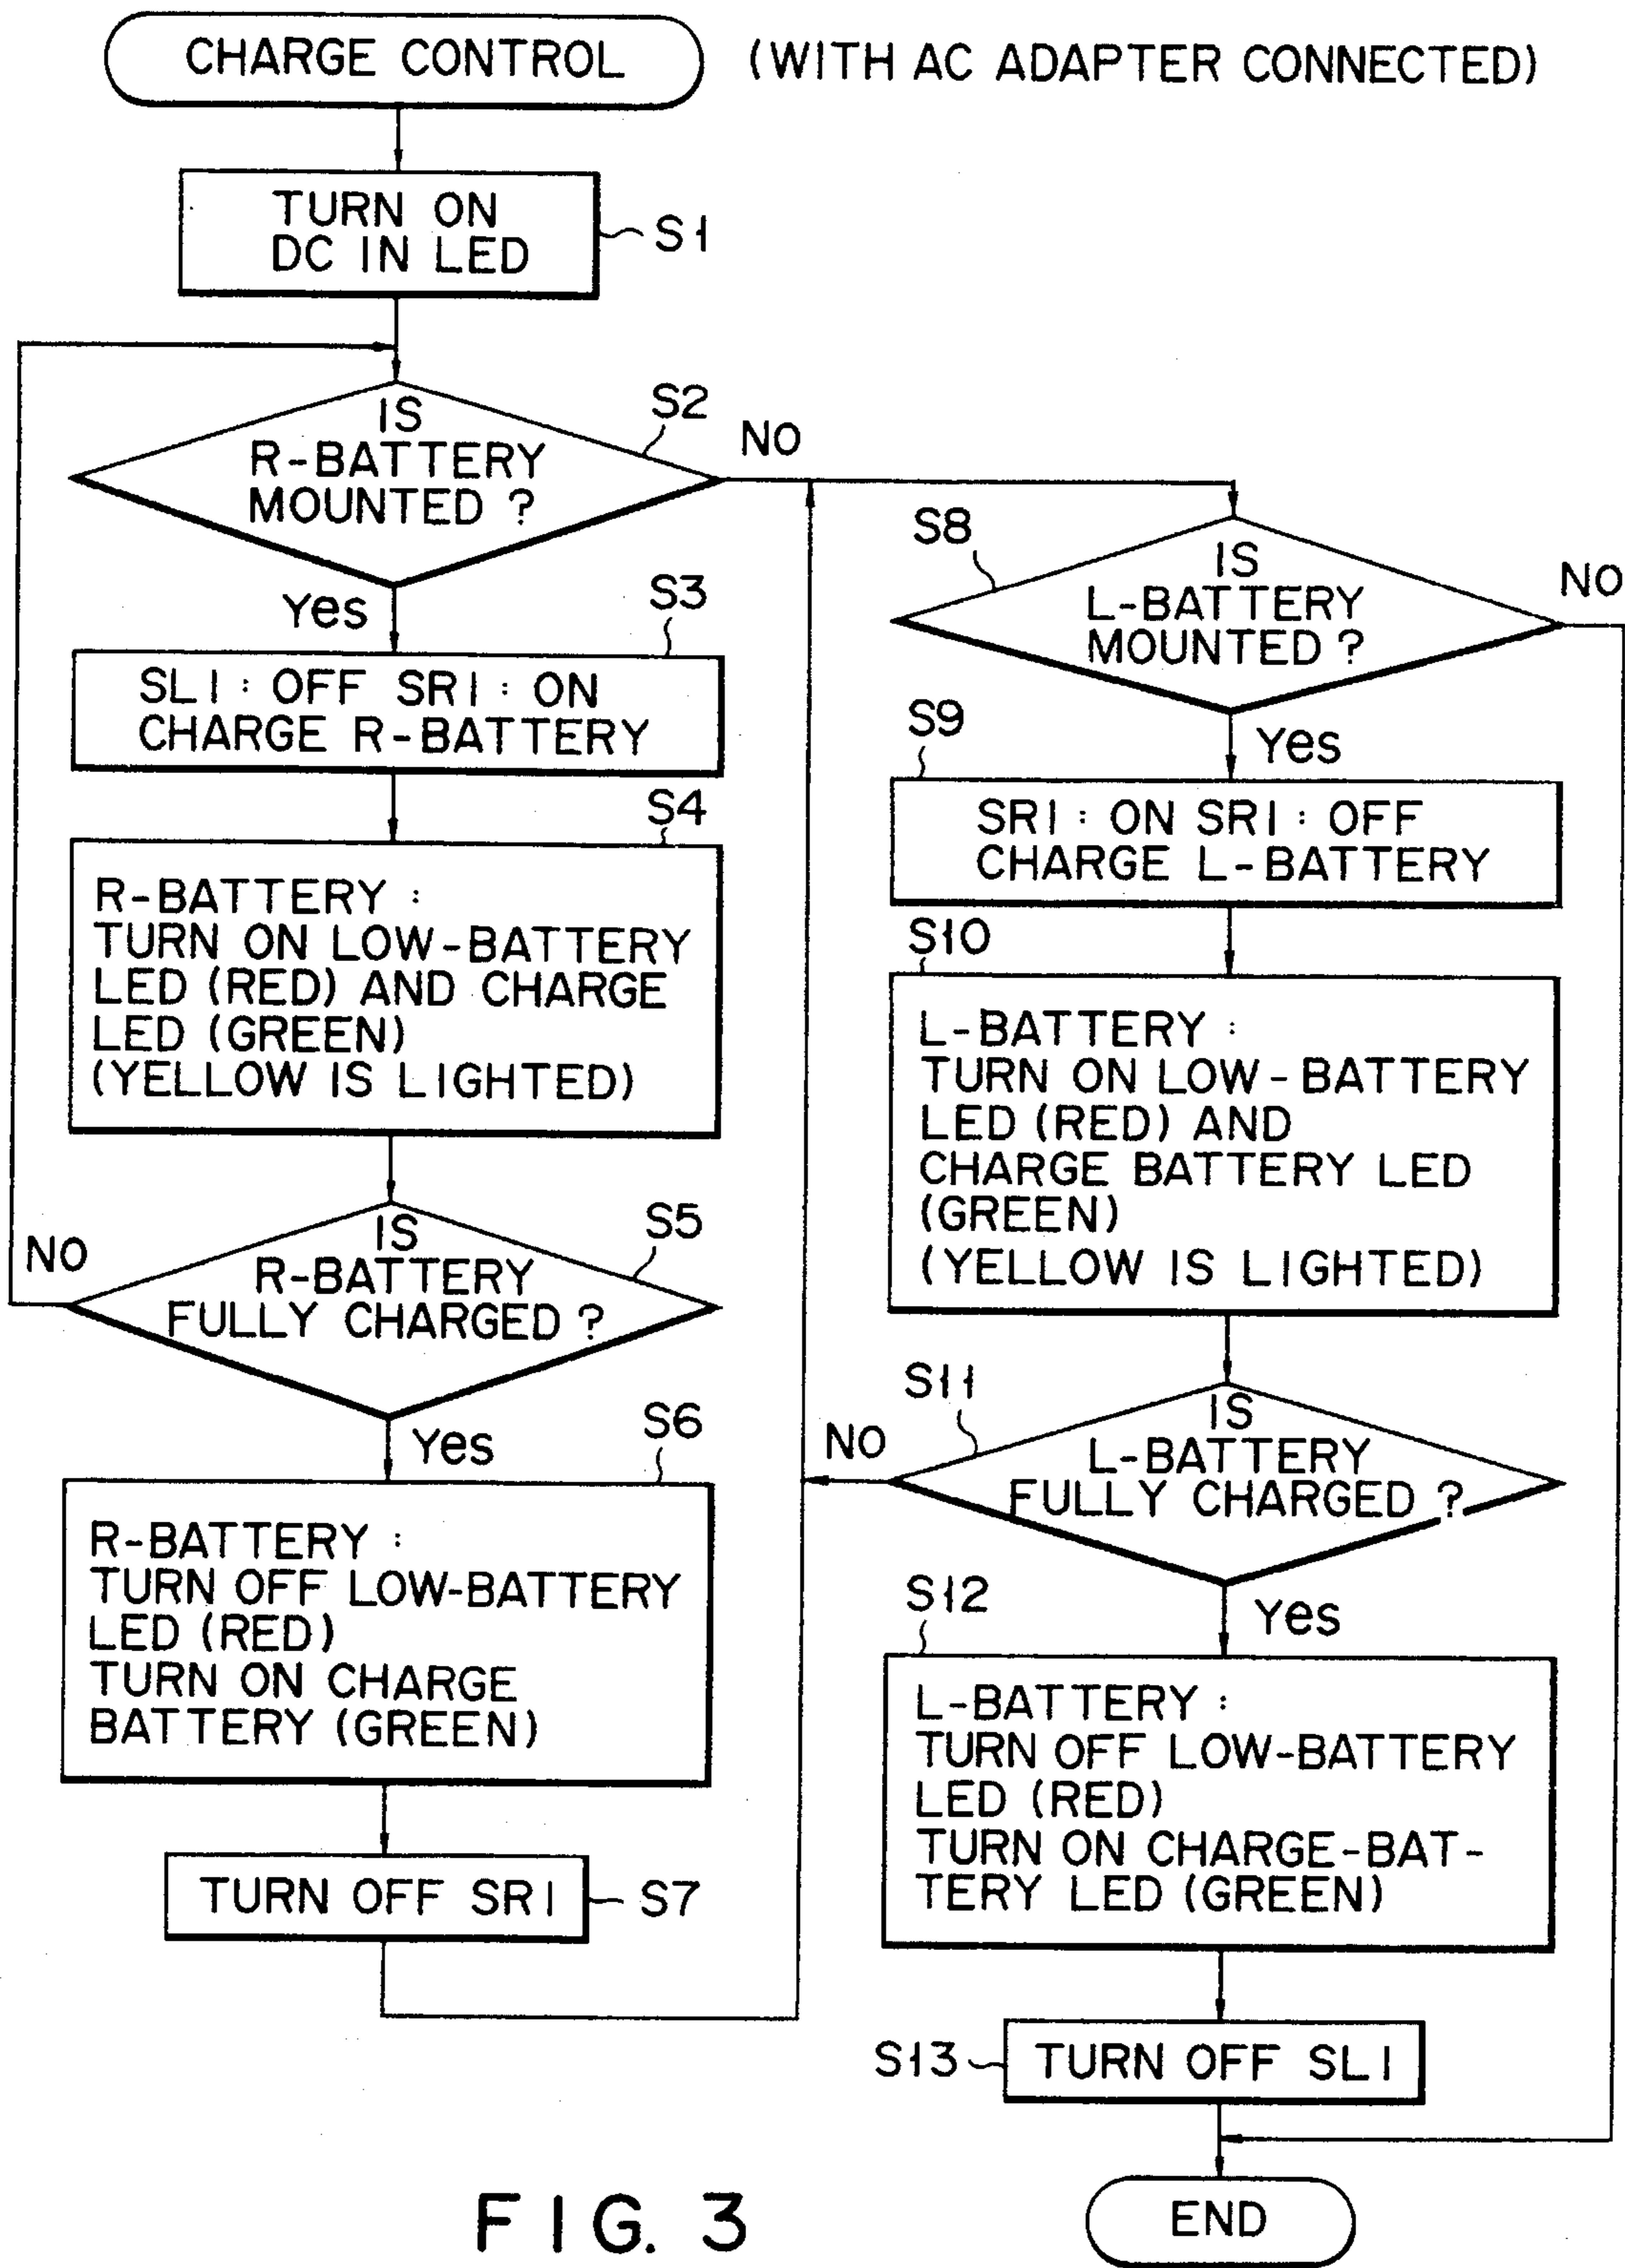 CHARGE CONTROL (WITH AC ADAPTER CONNECTED)
TURN ON
DC IN LED
S1
IS
R-BATTERY
MOUNTED ?
S2
NO
Yes
S3
SL1 : OFF SR1 : ON
CHARGE R-BATTERY
S4
R-BATTERY :
TURN ON LOW-BATTERY
LED (RED) AND CHARGE
LED (GREEN)
(YELLOW IS LIGHTED)
IS
R-BATTERY
FULLY CHARGED ?
S5
NO
Yes
S6
R-BATTERY :
TURN OFF LOW-BATTERY
LED (RED)
TURN ON CHARGE
BATTERY (GREEN)
TURN OFF SR1
S7
S8
IS
L-BATTERY
MOUNTED ?
NO
Yes
S9
SR1 : ON SR1 : OFF
CHARGE L-BATTERY
S10
L-BATTERY :
TURN ON LOW-BATTERY
LED (RED) AND
CHARGE BATTERY LED
(GREEN)
(YELLOW IS LIGHTED)
S11
IS
L-BATTERY
FULLY CHARGED ?
NO
Yes
S12
L-BATTERY :
TURN OFF LOW-BATTERY
LED (RED)
TURN ON CHARGE-BAT-
TERY LED (GREEN)
S13
TURN OFF SL1
END
FIG. 3